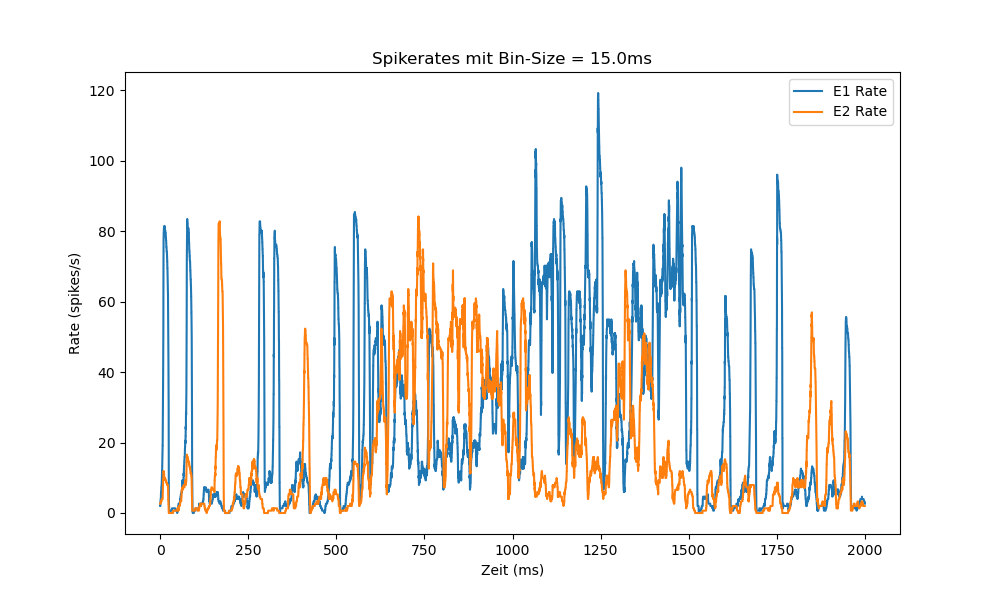 Spikerates mit Bin-Size = 15.0ms
E1 Rate
E2 Rate
Rate (spikes/s)
120
100
80
60
40
20
0
0 250 500 750 1000 1250 1500 1750 2000
Zeit (ms)